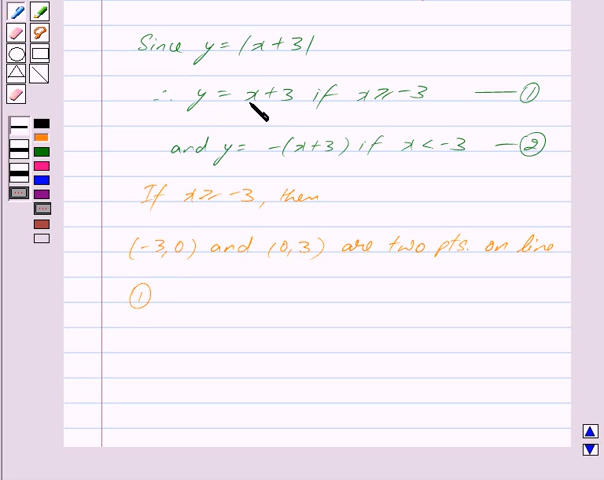 Since y = |x+3|
∴ y = x+3 if x ≥ -3 —— ①
and y = -(x+3) if x < -3 — ②
If x ≥ -3, then
(-3,0) and (0,3) are two pts. on line
①